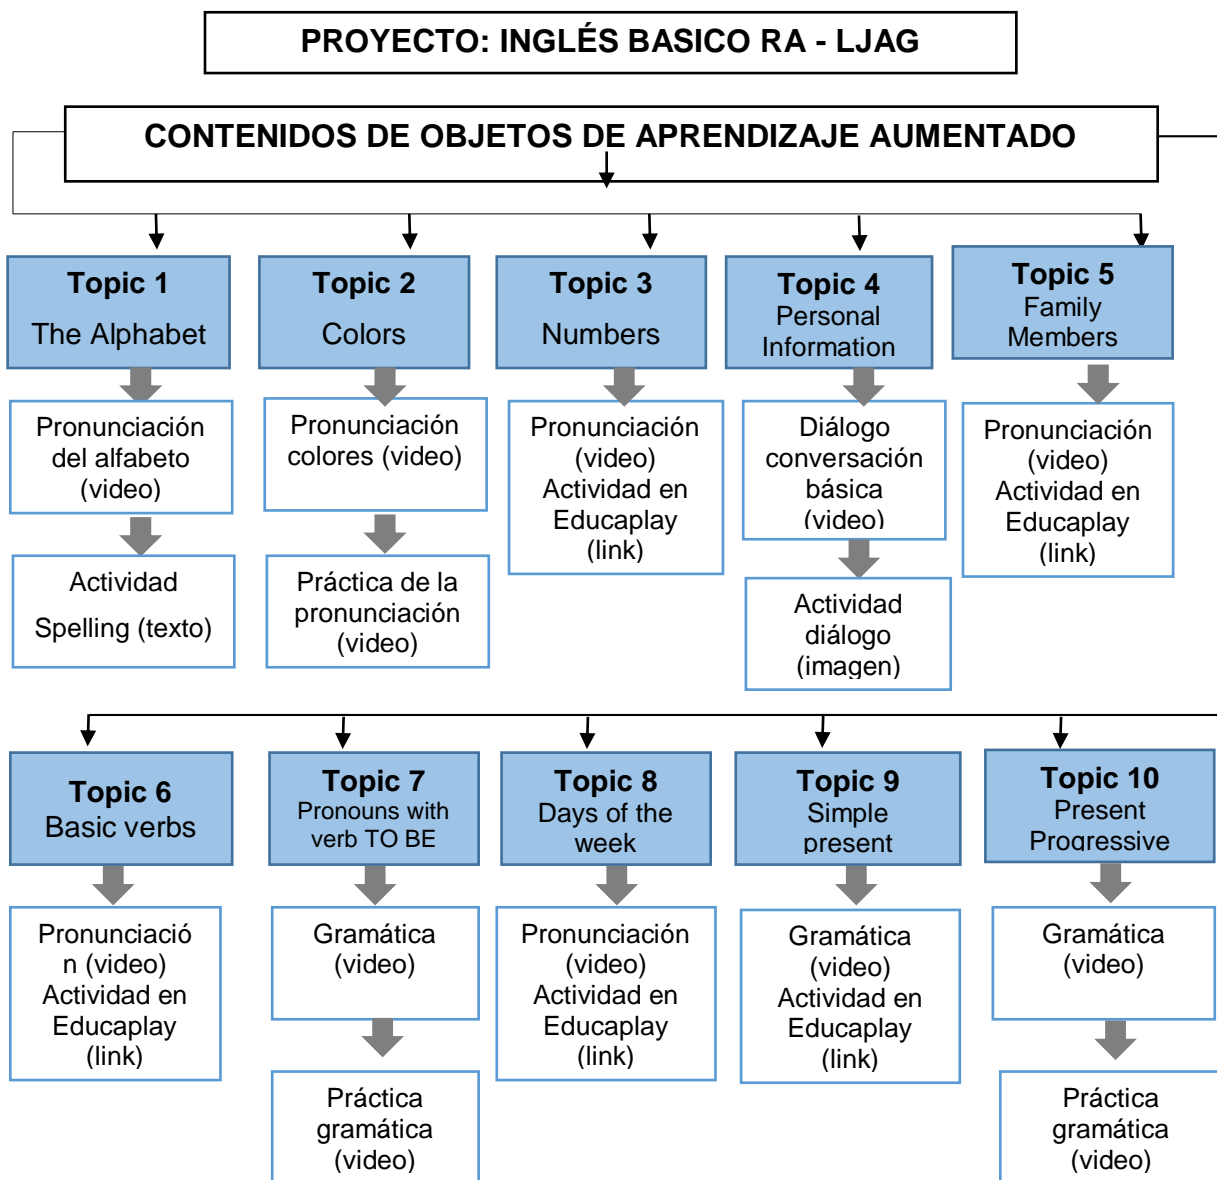 PROYECTO: INGLÉS BASICO RA - LJAG
CONTENIDOS DE OBJETOS DE APRENDIZAJE AUMENTADO
Topic 1
The Alphabet
Topic 2
Colors
Topic 3
Numbers
Topic 4
Personal
Information
Topic 5
Family
Members
Pronunciación
del alfabeto
(video)
Pronunciación
colores (video)
Pronunciación
(video)
Actividad en
Educaplay
(link)
Diálogo
conversación
básica
(video)
Pronunciación
(video)
Actividad en
Educaplay
(link)
Actividad
Spelling (texto)
Práctica de la
pronunciación
(video)
Actividad
diálogo
(imagen)
Topic 6
Basic verbs
Topic 7
Pronouns with
verb TO BE
Topic 8
Days of the
week
Topic 9
Simple
present
Topic 10
Present
Progressive
Pronunciació
n (video)
Actividad en
Educaplay
(link)
Gramática
(video)
Pronunciación
(video)
Actividad en
Educaplay
(link)
Gramática
(video)
Actividad en
Educaplay
(link)
Gramática
(video)
Práctica
gramática
(video)
Práctica
gramática
(video)